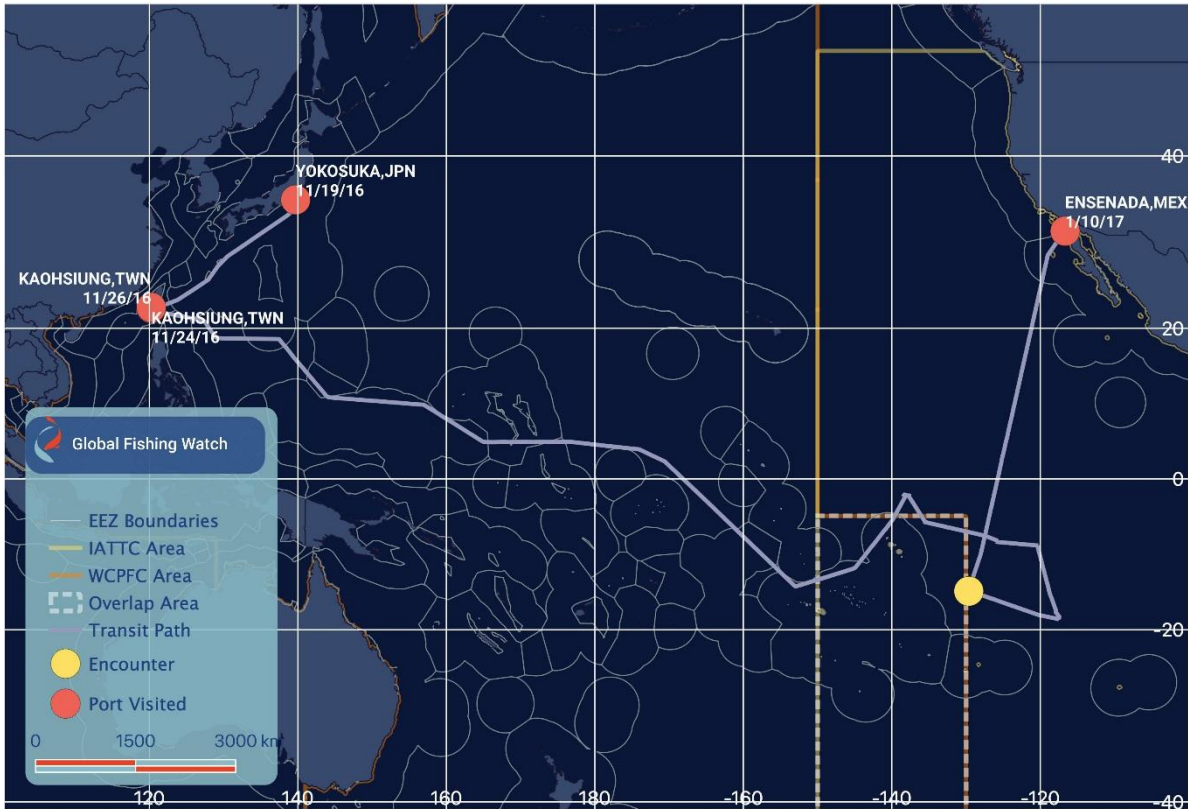 YOKOSUKA,JPN
11/19/16
ENSENADA,MEX
1/10/17
KAOHSIUNG,TWN
11/26/16
KAOHSIUNG,TWN
11/24/16
40
20
0
-20
-40
120
140
160
180
-160
-140
-120
Global Fishing Watch
EEZ Boundaries
IATTC Area
WCPFC Area
Overlap Area
Transit Path
Encounter
Port Visited
0 1500 3000 km